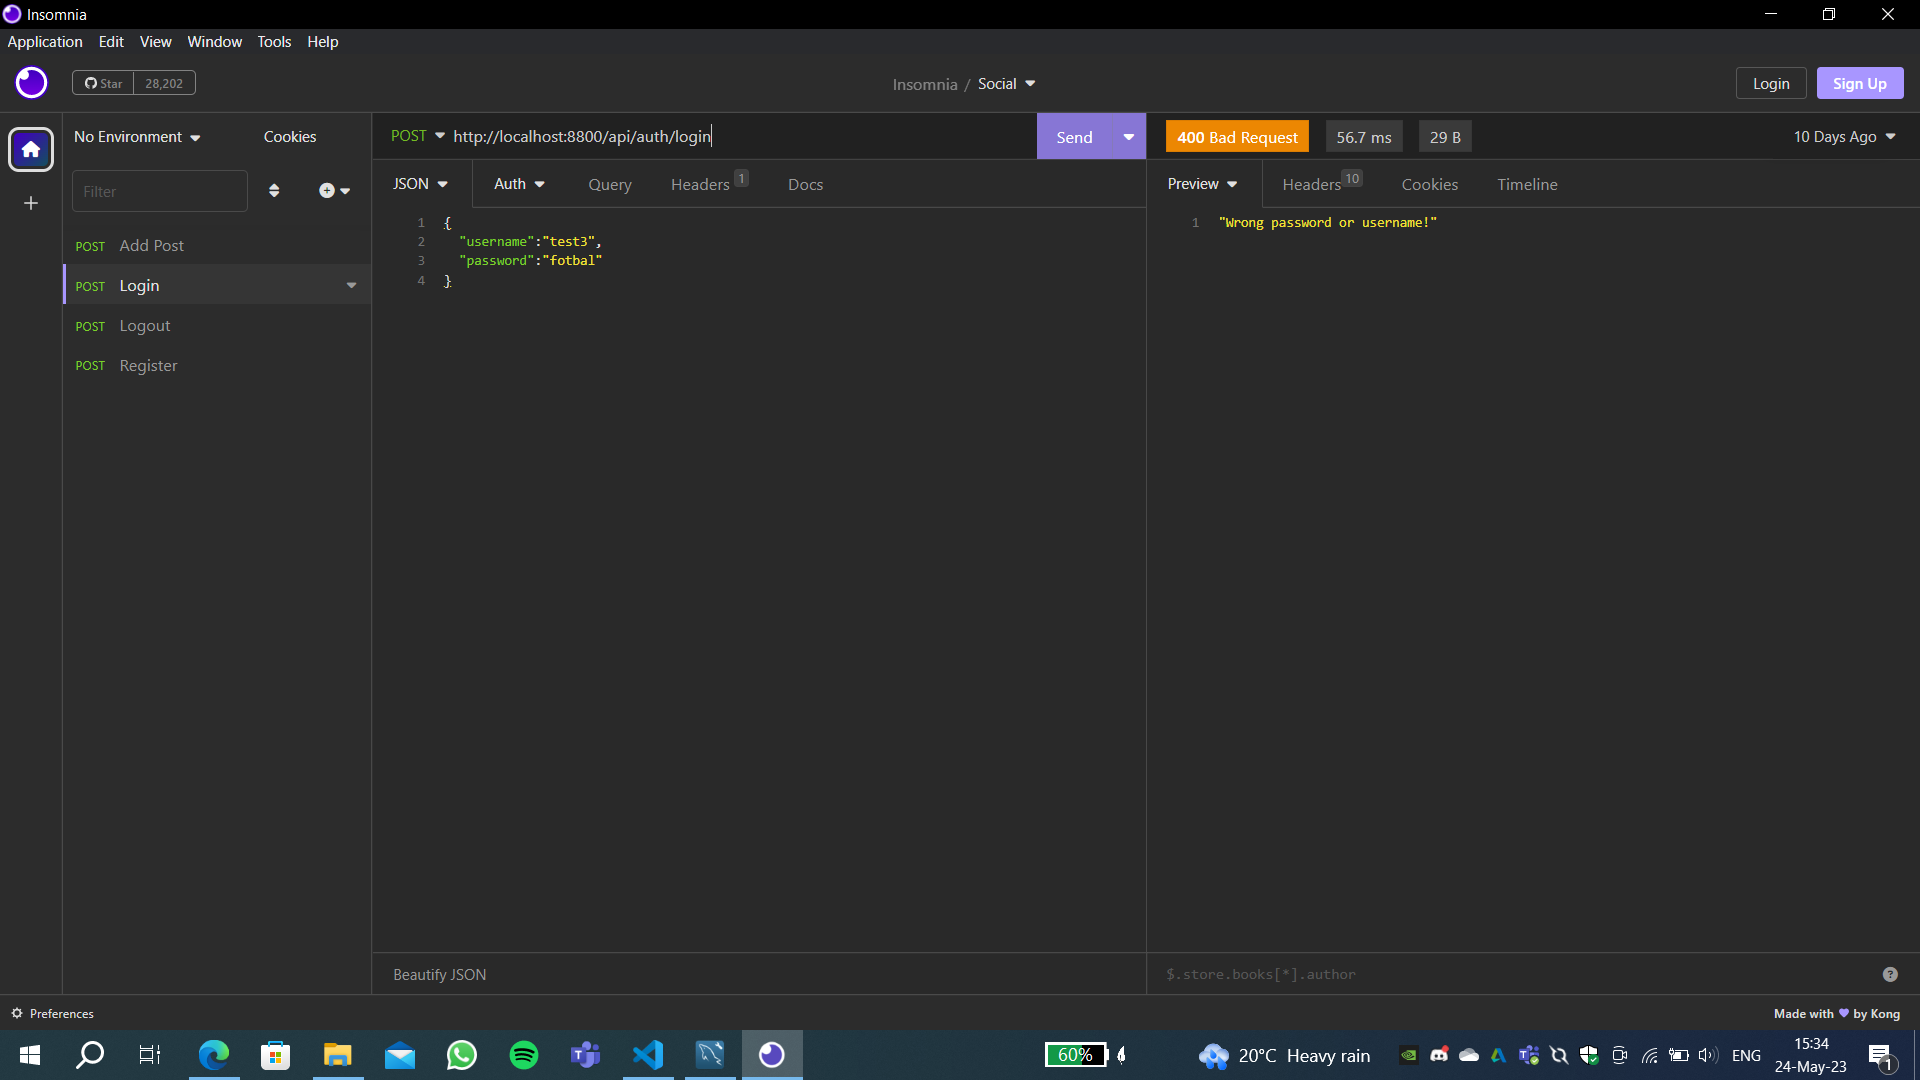 Insomnia
Application Edit View Window Tools Help
Star 28,202
Insomnia / Social
Login Sign Up
No Environment Cookies
POST http://localhost:8800/api/auth/login
Send
400 Bad Request 56.7 ms 29 B
10 Days Ago
Filter
JSON Auth Query Headers 1 Docs
Preview Headers 10 Cookies Timeline
POST Add Post
POST Login
POST Logout
POST Register
1 {
2 "username":"test3",
3 "password":"fotbal"
4 }
1 "Wrong password or username!"
Beautify JSON
$.store.books[*].author
?
Preferences
Made with by Kong
60%
20°C Heavy rain
ENG
15:34
24-May-23
1